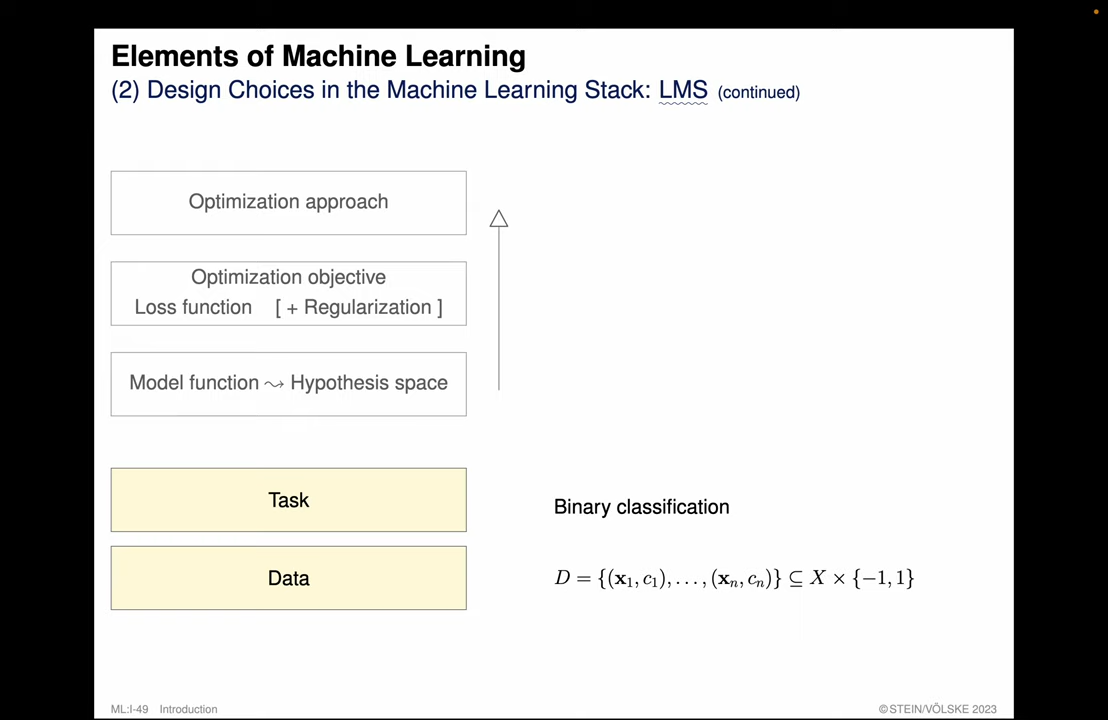 Elements of Machine Learning
(2) Design Choices in the Machine Learning Stack: LMS (continued)
Optimization approach
Optimization objective
Loss function [ + Regularization ]
Model function ⤳ Hypothesis space
Task
Binary classification
Data
D = {(x₁, c₁), . . . , (xₙ, cₙ)} ⊆ X × {−1, 1}
ML:I-49 Introduction
© STEIN/VÖLSKE 2023